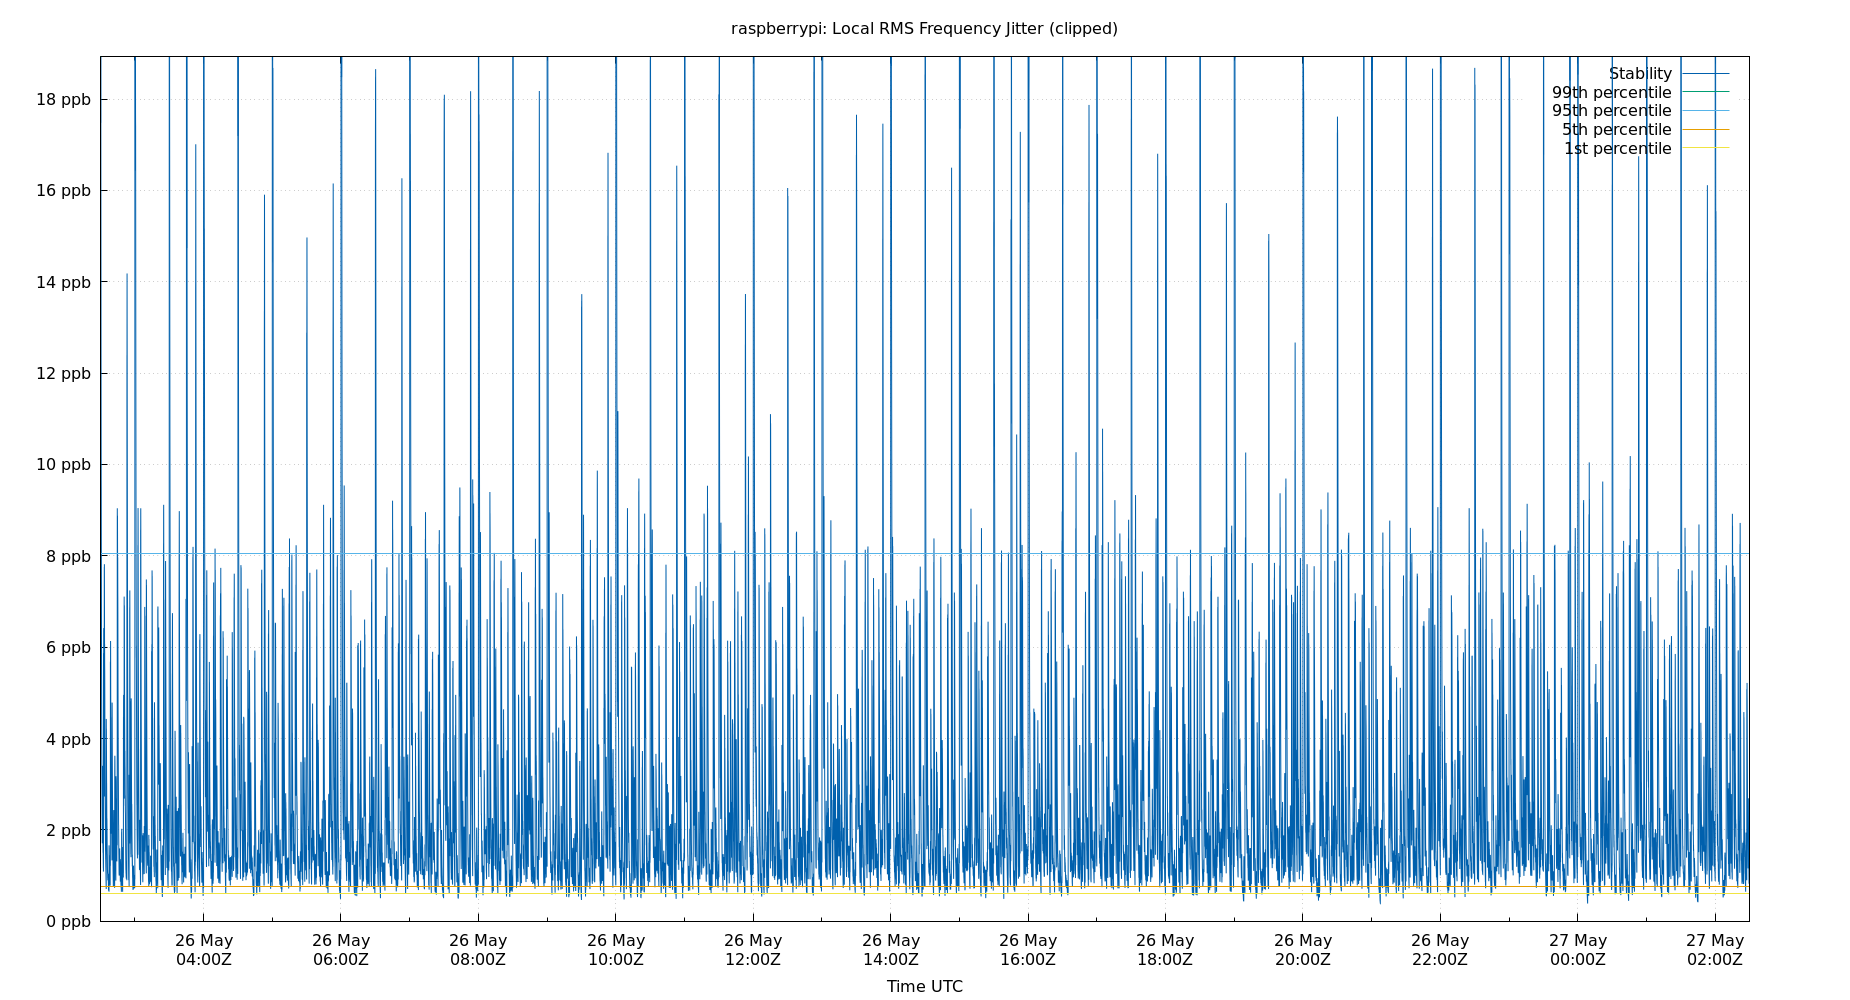 raspberrypi: Local RMS Frequency Jitter (clipped)
Stability
99th percentile
95th percentile
5th percentile
1st percentile
18 ppb
16 ppb
14 ppb
12 ppb
10 ppb
8 ppb
6 ppb
4 ppb
2 ppb
0 ppb
26 May 26 May 26 May 26 May 26 May 26 May 26 May 26 May 26 May 26 May 27 May 27 May
04:00Z 06:00Z 08:00Z 10:00Z 12:00Z 14:00Z 16:00Z 18:00Z 20:00Z 22:00Z 00:00Z 02:00Z
Time UTC